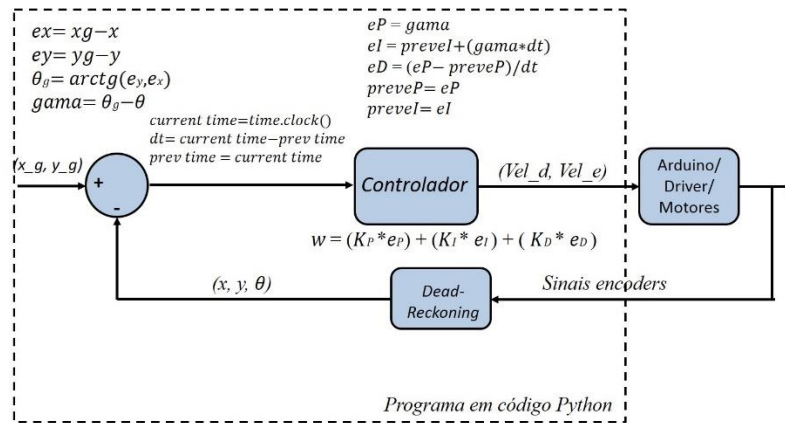 ex= xg−x
ey= yg−y
θg= arctg(ey,ex)
gama= θg−θ
eP = gama
eI = preveI+(gama*dt)
eD = (eP− preveP)/dt
preveP= eP
preveI= eI
current time=time.clock()
dt= current time−prev time
prev time = current time
(x_g, y_g)
+
-
Controlador
(Vel_d, Vel_e)
Arduino/
Driver/
Motores
w = (KP*eP) + (KI* eI) + ( KD* eD)
(x, y, θ)
Dead-
Reckoning
Sinais encoders
Programa em código Python